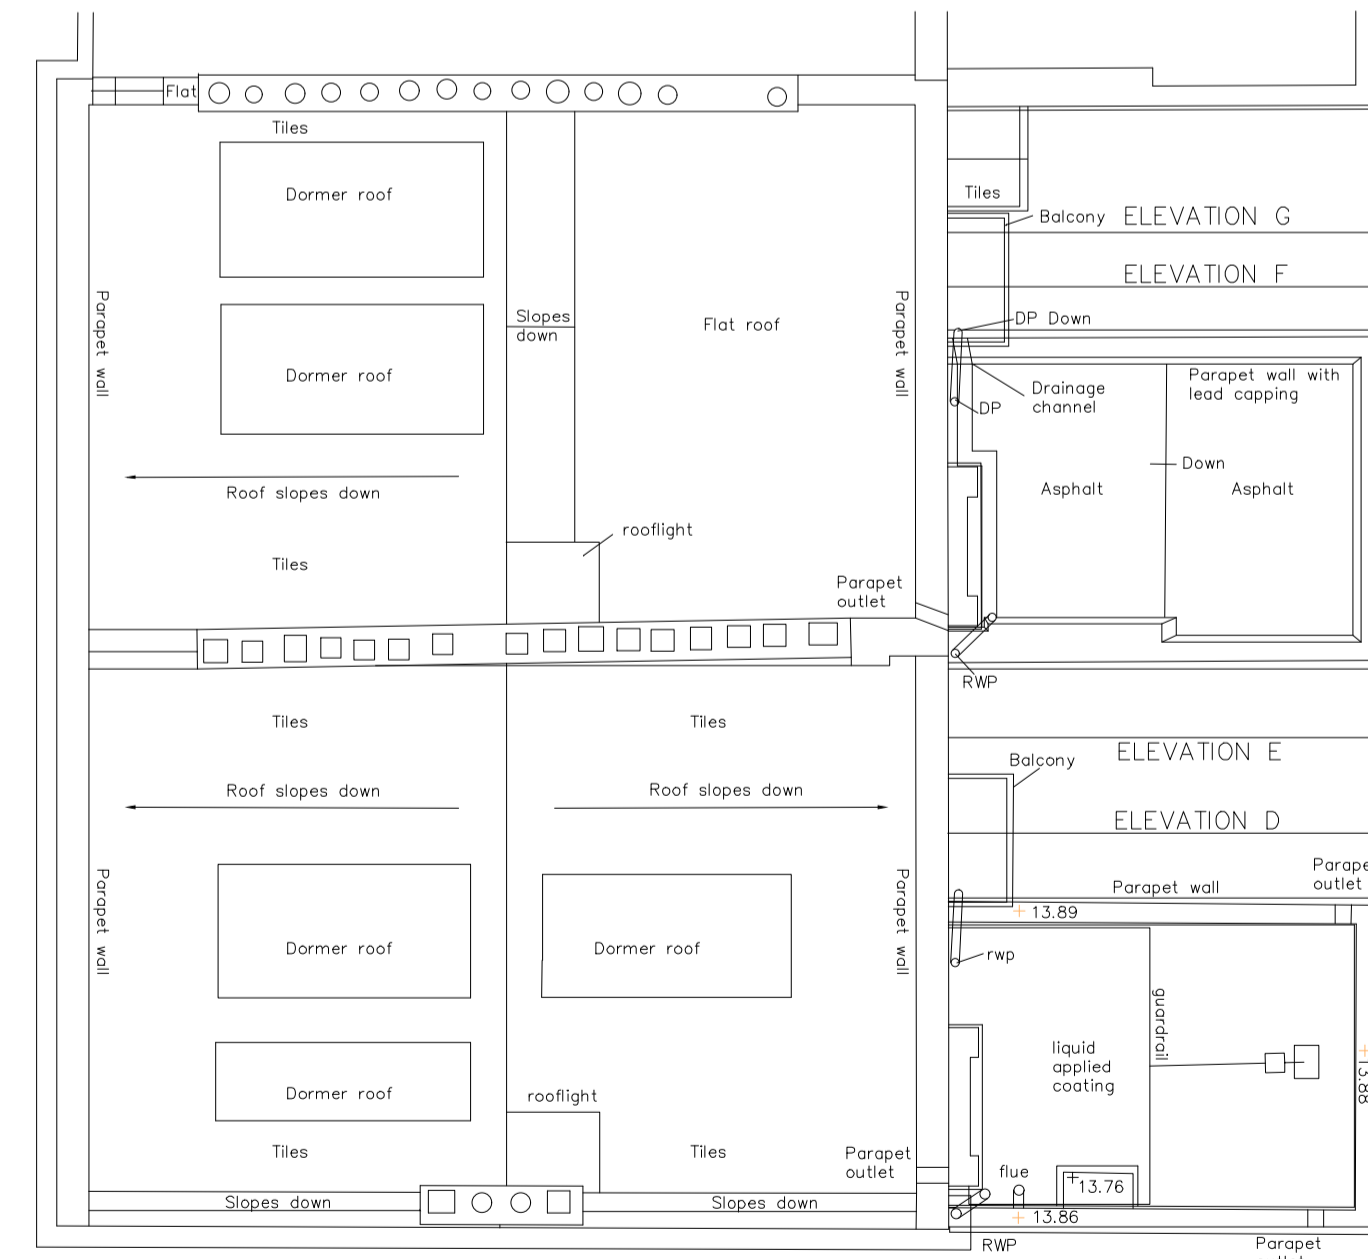 Flat
Tiles
Dormer roof
Tiles
Balcony
ELEVATION G
ELEVATION F
Parapet wall
Slopes
down
Flat roof
Parapet wall
DP Down
Dormer roof
Drainage
channel
Parapet wall with
lead capping
DP
Down
Roof slopes down
Asphalt
Asphalt
rooflight
Tiles
Parapet
outlet
RWP
Tiles
Tiles
ELEVATION E
Balcony
Roof slopes down
Roof slopes down
ELEVATION D
Parapet wall
Parapet wall
Parapet wall
Parape
outlet
13.89
Dormer roof
Dormer roof
rwp
guardrail
liquid
applied
coating
13.88
Dormer roof
rooflight
Tiles
Tiles
Parapet
outlet
flue
13.76
Slopes down
Slopes down
13.86
RWP
Parapet